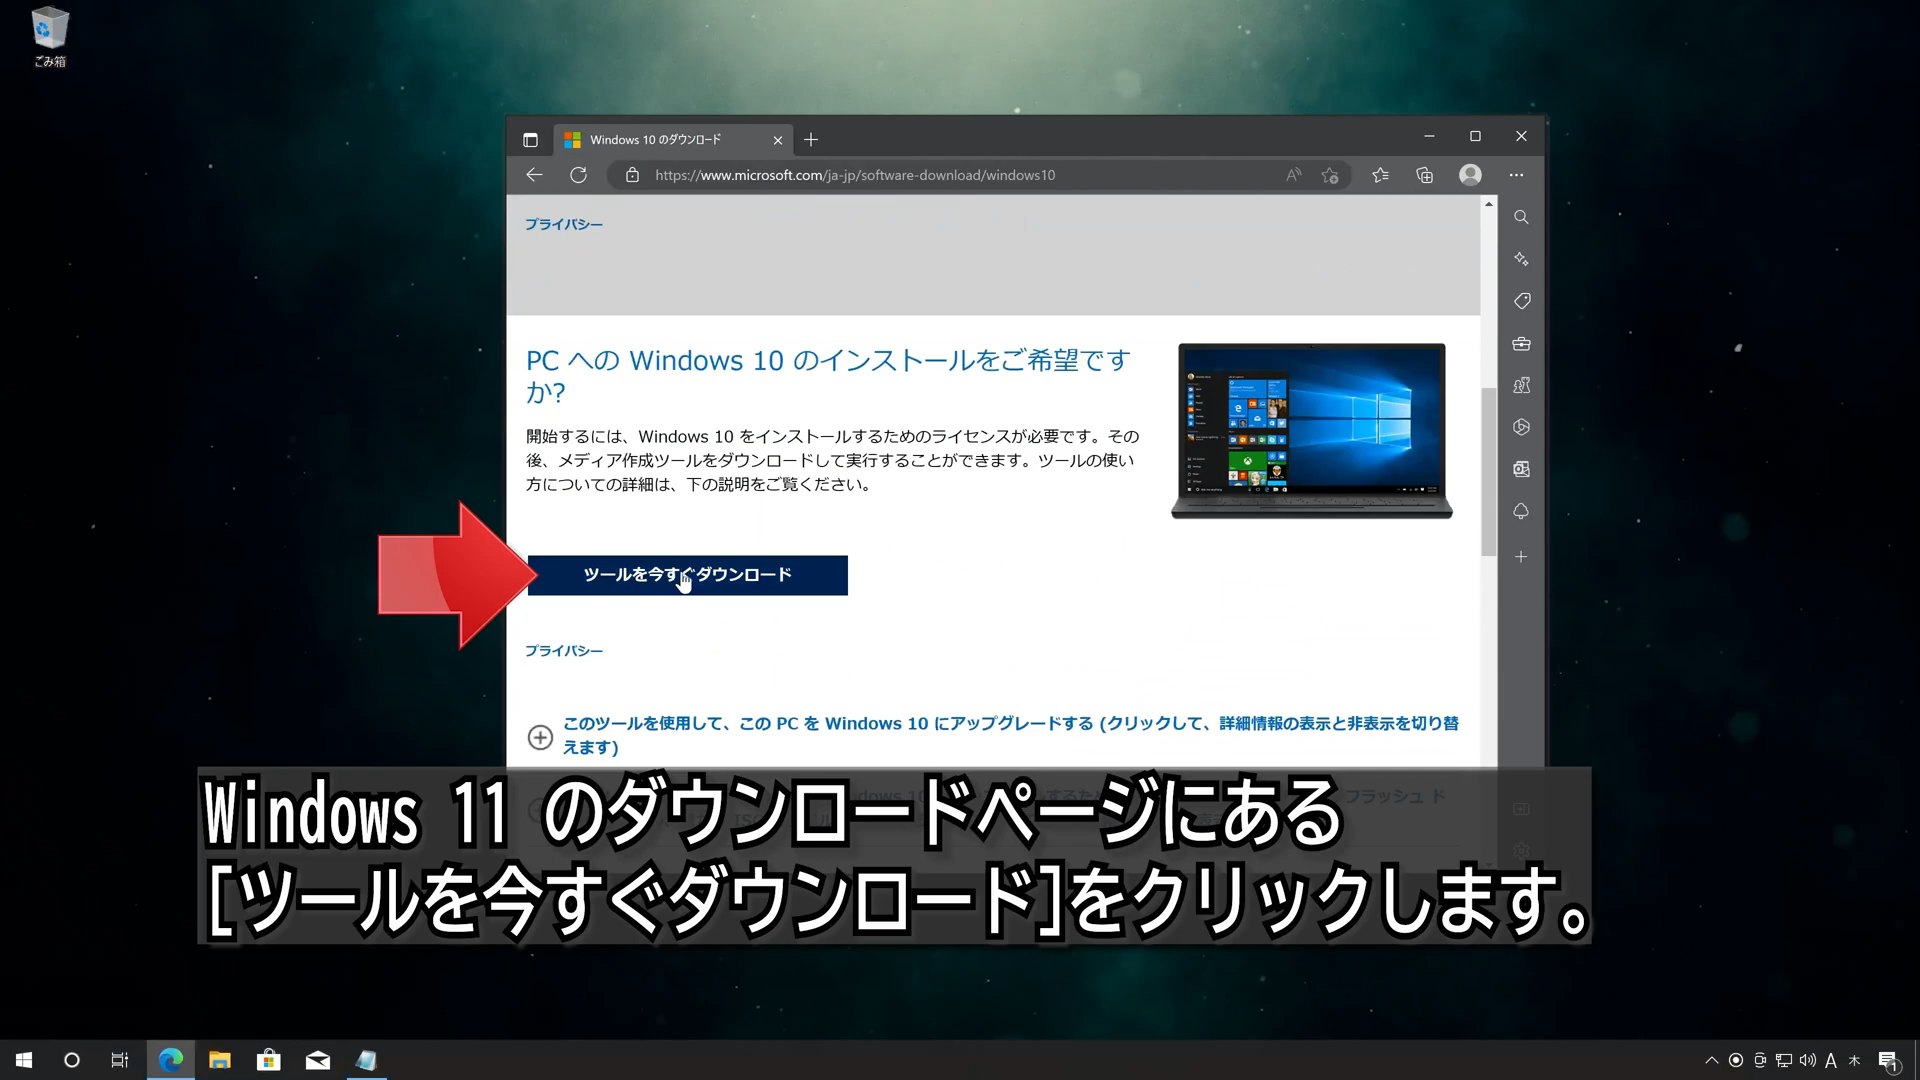 ごみ箱
Windows 10 のダウンロード
https://www.microsoft.com/ja-jp/software-download/windows10
プライバシー
PC への Windows 10 のインストールをご希望です
か?
開始するには、Windows 10 をインストールするためのライセンスが必要です。その
後、メディア作成ツールをダウンロードして実行することができます。ツールの使い
方についての詳細は、下の説明をご覧ください。
ツールを今すぐダウンロード
プライバシー
このツールを使用して、この PC を Windows 10 にアップグレードする (クリックして、詳細情報の表示と非表示を切り替
えます)
Windows 11 のダウンロードページにある
[ツールを今すぐダウンロード]をクリックします。
A 木
1